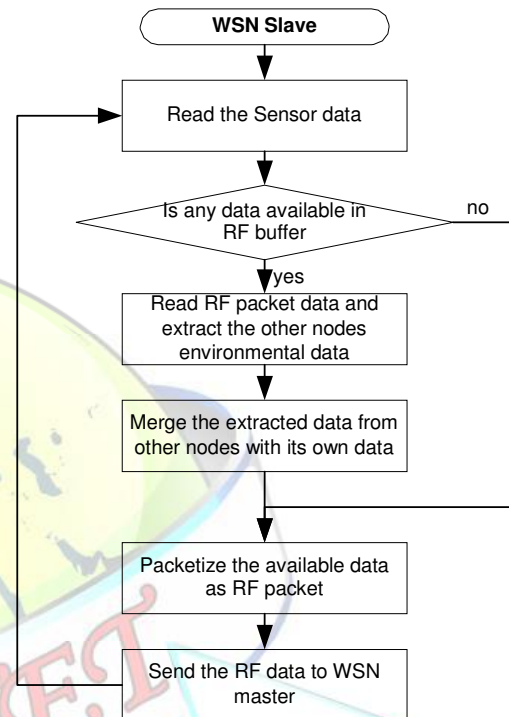 WSN Slave
Read the Sensor data
Is any data available in
RF buffer
no
yes
Read RF packet data and
extract the other nodes
environmental data
Merge the extracted data from
other nodes with its own data
Packetize the available data
as RF packet
Send the RF data to WSN
master